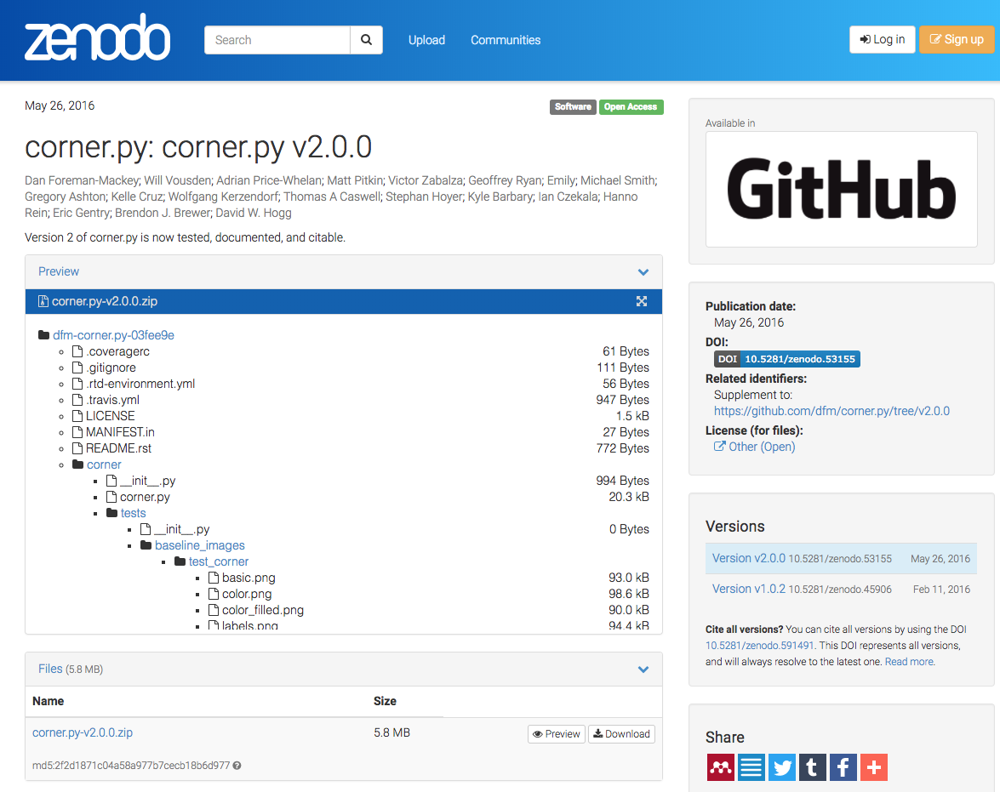 zenodo
Search
Upload
Communities
Log in
Sign up
May 26, 2016
Software
Open Access
corner.py: corner.py v2.0.0
Dan Foreman-Mackey; Will Vousden; Adrian Price-Whelan; Matt Pitkin; Victor Zabalza; Geoffrey Ryan; Emily; Michael Smith;
Gregory Ashton; Kelle Cruz; Wolfgang Kerzendorf; Thomas A Caswell; Stephan Hoyer; Kyle Barbary; Ian Czekala; Hanno
Rein; Eric Gentry; Brendon J. Brewer; David W. Hogg
Version 2 of corner.py is now tested, documented, and citable.
Preview
corner.py-v2.0.0.zip
dfm-corner.py-03fee9e
.coveragerc 61 Bytes
.gitignore 111 Bytes
.rtd-environment.yml 56 Bytes
.travis.yml 947 Bytes
LICENSE 1.5 kB
MANIFEST.in 27 Bytes
README.rst 772 Bytes
corner
__init__.py 994 Bytes
corner.py 20.3 kB
tests
__init__.py 0 Bytes
baseline_images
test_corner
basic.png 93.0 kB
color.png 98.6 kB
color_filled.png 90.0 kB
labels.png 94.4 kB
Files (5.8 MB)
Name Size
corner.py-v2.0.0.zip 5.8 MB Preview Download
md5:2f2d1871c04a58a977b7cecb18b6d977
Available in
GitHub
Publication date:
May 26, 2016
DOI:
DOI 10.5281/zenodo.53155
Related identifiers:
Supplement to:
https://github.com/dfm/corner.py/tree/v2.0.0
License (for files):
Other (Open)
Versions
Version v2.0.0 10.5281/zenodo.53155 May 26, 2016
Version v1.0.2 10.5281/zenodo.45906 Feb 11, 2016
Cite all versions? You can cite all versions by using the DOI
10.5281/zenodo.591491. This DOI represents all versions,
and will always resolve to the latest one. Read more.
Share